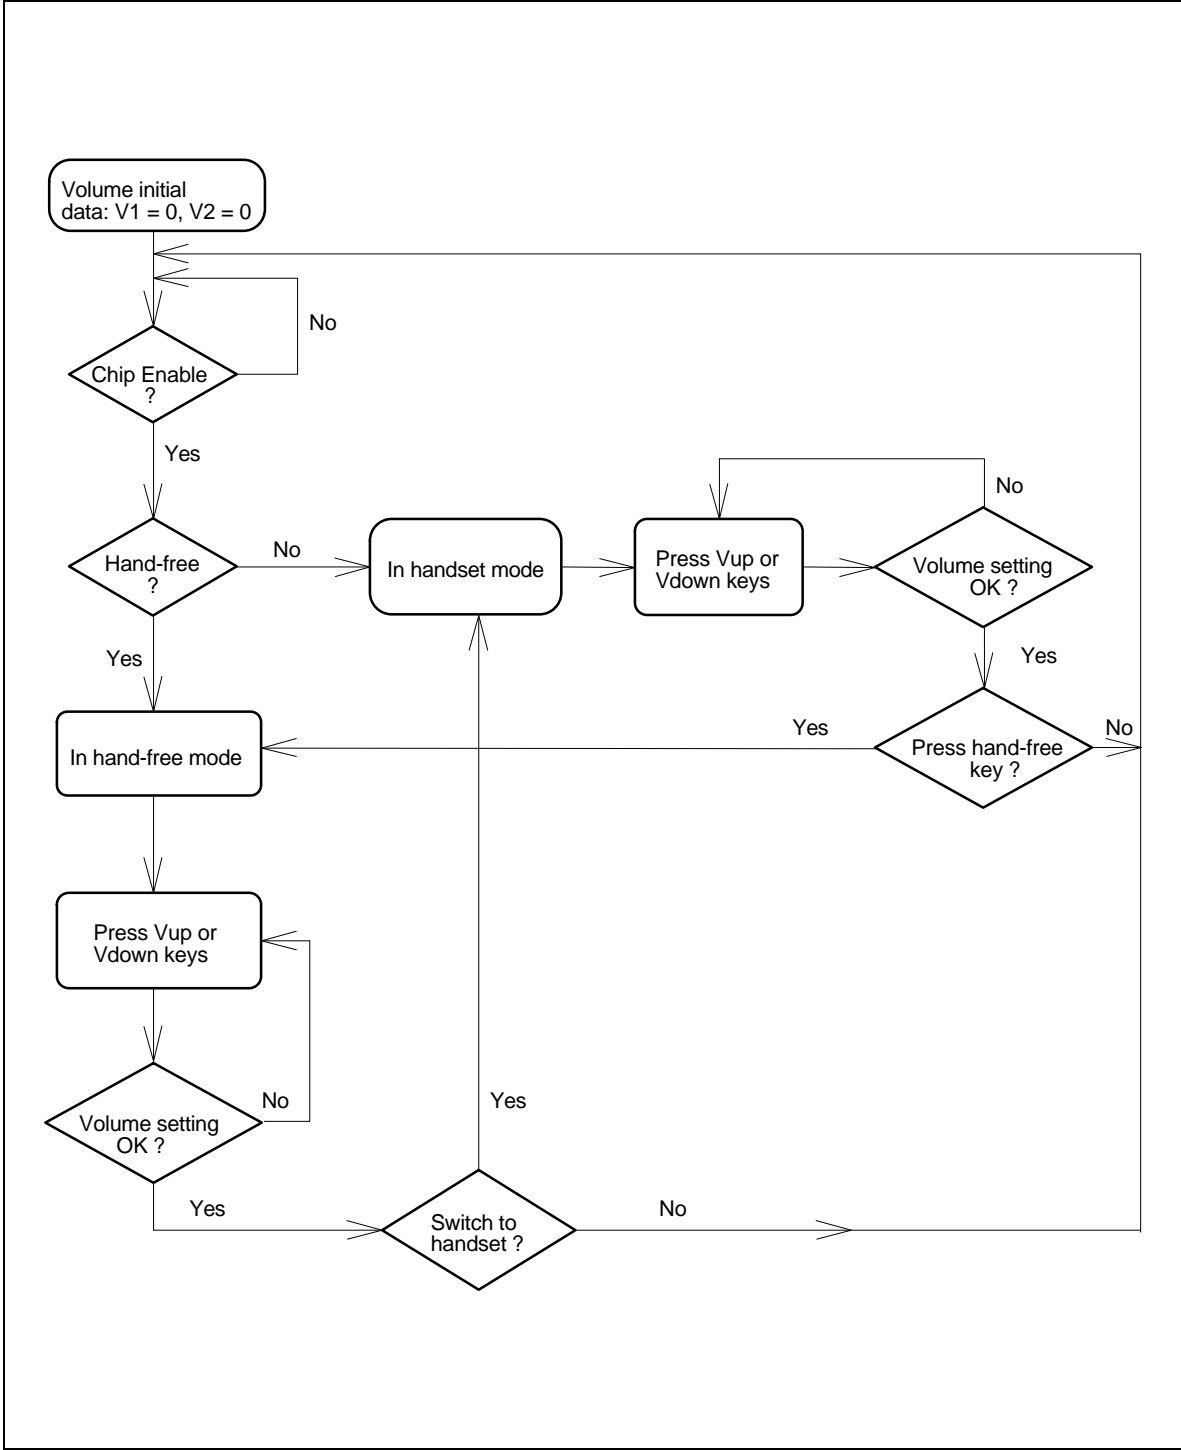 Volume initial
data: V1 = 0, V2 = 0
No
Chip Enable
?
Yes
No
Hand-free
?
No
In handset mode
Press Vup or
Vdown keys
Volume setting
OK ?
Yes
Yes
Yes
No
In hand-free mode
Press hand-free
key ?
Press Vup or
Vdown keys
No
Yes
Volume setting
OK ?
Yes
No
Switch to
handset ?